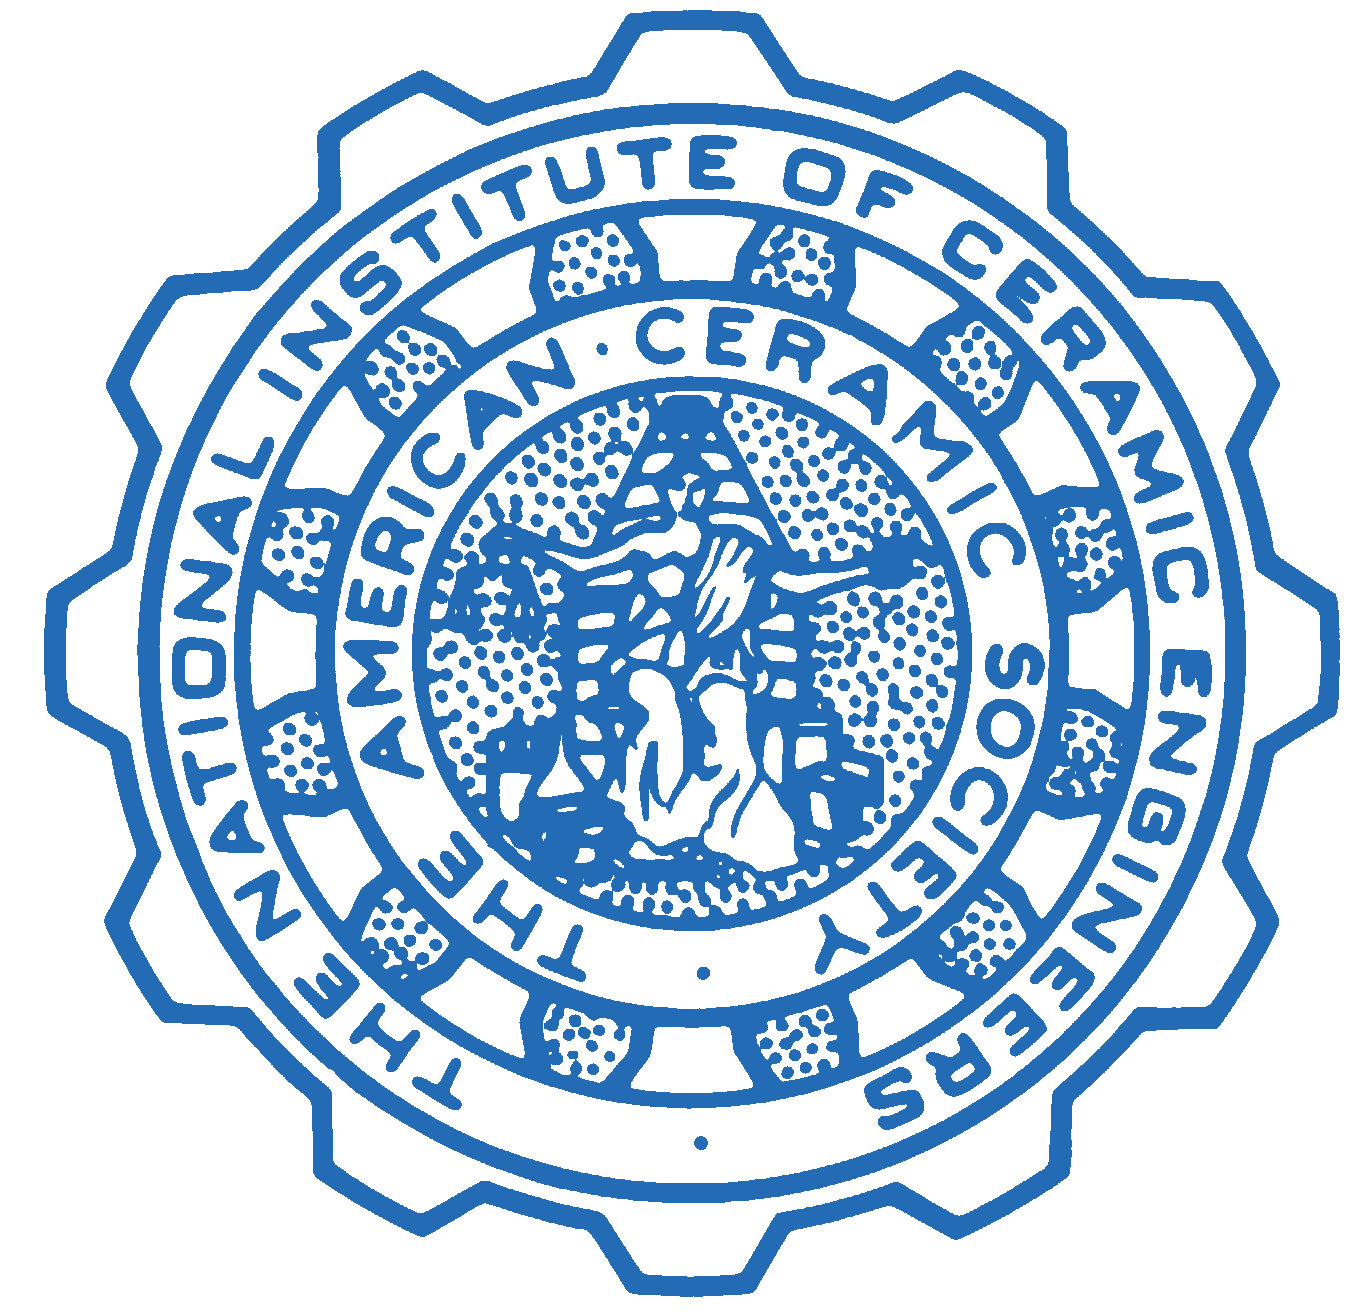 THE NATIONAL INSTITUTE OF CERAMIC ENGINEERS
THE AMERICAN · CERAMIC SOCIETY